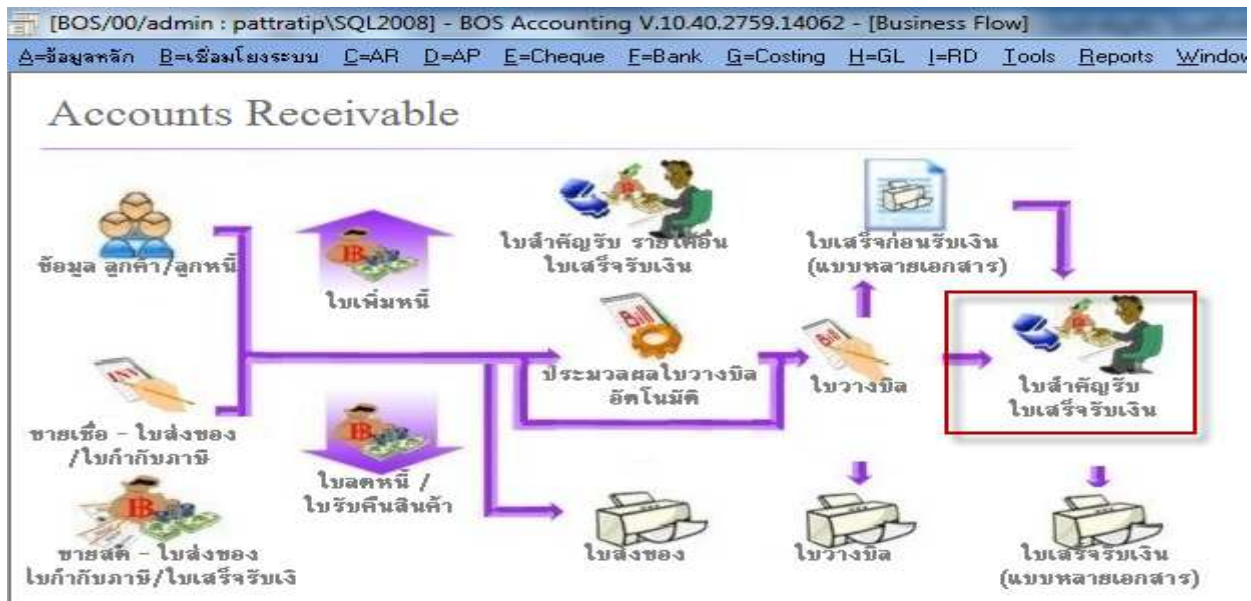 [BOS/00/admin : pattratip\SQL2008] - BOS Accounting V.10.40.2759.14062 - [Business Flow]
A=ข้อมูลหลัก B=เชื่อมโยงระบบ C=AR D=AP E=Cheque F=Bank G=Costing H=GL I=RD Tools Reports Window
Accounts Receivable
ข้อมูล ลูกค้า/ลูกหนี้
ใบเพิ่มหนี้
ใบสำคัญรับ รายได้อื่น
ใบเสร็จรับเงิน
ใบเสร็จก่อนรับเงิน
(แบบหลายเอกสาร)
ขายเชื่อ - ใบส่งของ
/ใบกำกับภาษี
INV
Bill
ประมวลผลใบวางบิล
อัตโนมัติ
Bill
ใบวางบิล
ใบสำคัญรับ
ใบเสร็จรับเงิน
ใบลดหนี้ /
ใบรับคืนสินค้า
ขายสด - ใบส่งของ
ใบกำกับภาษี/ใบเสร็จรับเงิ
ใบส่งของ
ใบวางบิล
ใบเสร็จรับเงิน
(แบบหลายเอกสาร)